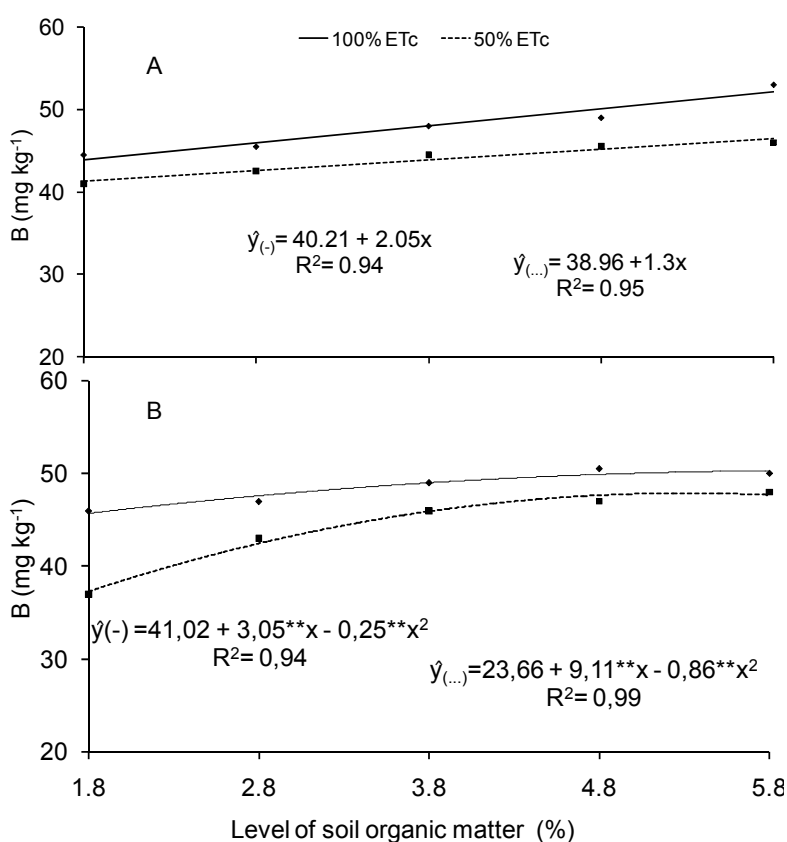 A
100% ETc 50% ETc
60
50
40
30
20
B (mg kg⁻¹)
ŷ(-)= 40.21 + 2.05x
R²= 0.94
ŷ(...)= 38.96 +1.3x
R²= 0.95
B
60
50
40
30
20
B (mg kg⁻¹)
ŷ(-) =41,02 + 3,05**x - 0,25**x²
R²= 0,94
ŷ(...)=23,66 + 9,11**x - 0,86**x²
R²= 0,99
1.8 2.8 3.8 4.8 5.8
Level of soil organic matter (%)